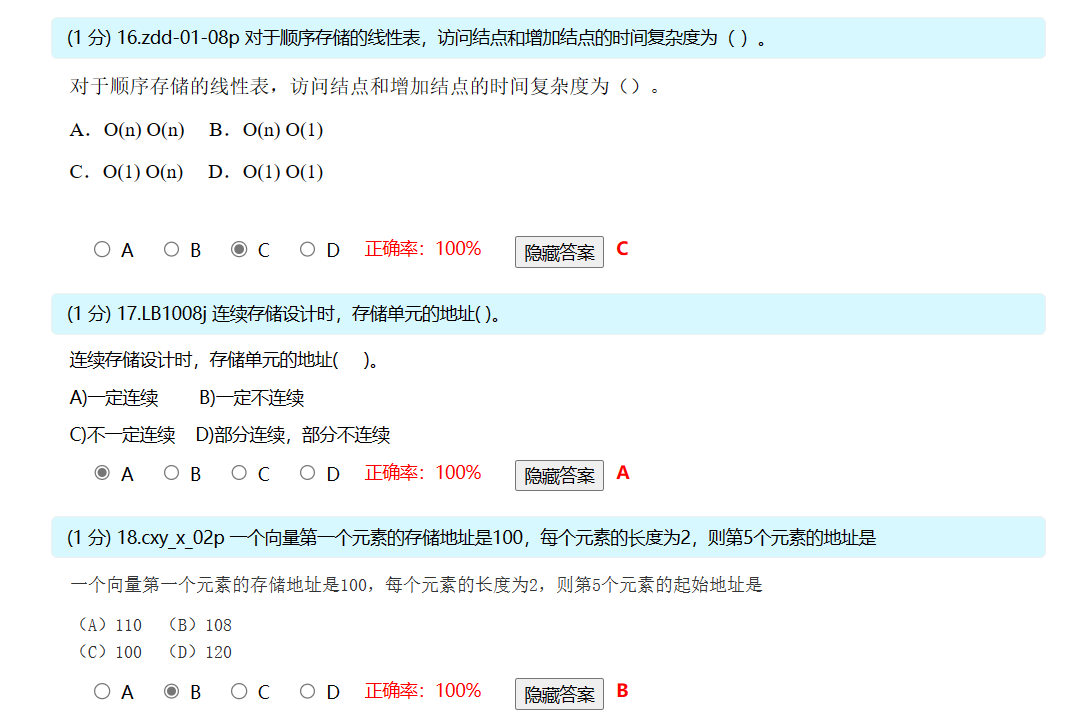 (1 分) 16.zdd-01-08p 对于顺序存储的线性表，访问结点和增加结点的时间复杂度为（ ）。
对于顺序存储的线性表，访问结点和增加结点的时间复杂度为（）。
A．O(n) O(n) B．O(n) O(1)
C．O(1) O(n) D．O(1) O(1)
A B C D 正确率：100% 隐藏答案 C
(1 分) 17.LB1008j 连续存储设计时，存储单元的地址( )。
连续存储设计时，存储单元的地址( )。
A)一定连续 B)一定不连续
C)不一定连续 D)部分连续，部分不连续
A B C D 正确率：100% 隐藏答案 A
(1 分) 18.cxy_x_02p 一个向量第一个元素的存储地址是100，每个元素的长度为2，则第5个元素的地址是
一个向量第一个元素的存储地址是100，每个元素的长度为2，则第5个元素的起始地址是
（A）110 （B）108
（C）100 （D）120
A B C D 正确率：100% 隐藏答案 B